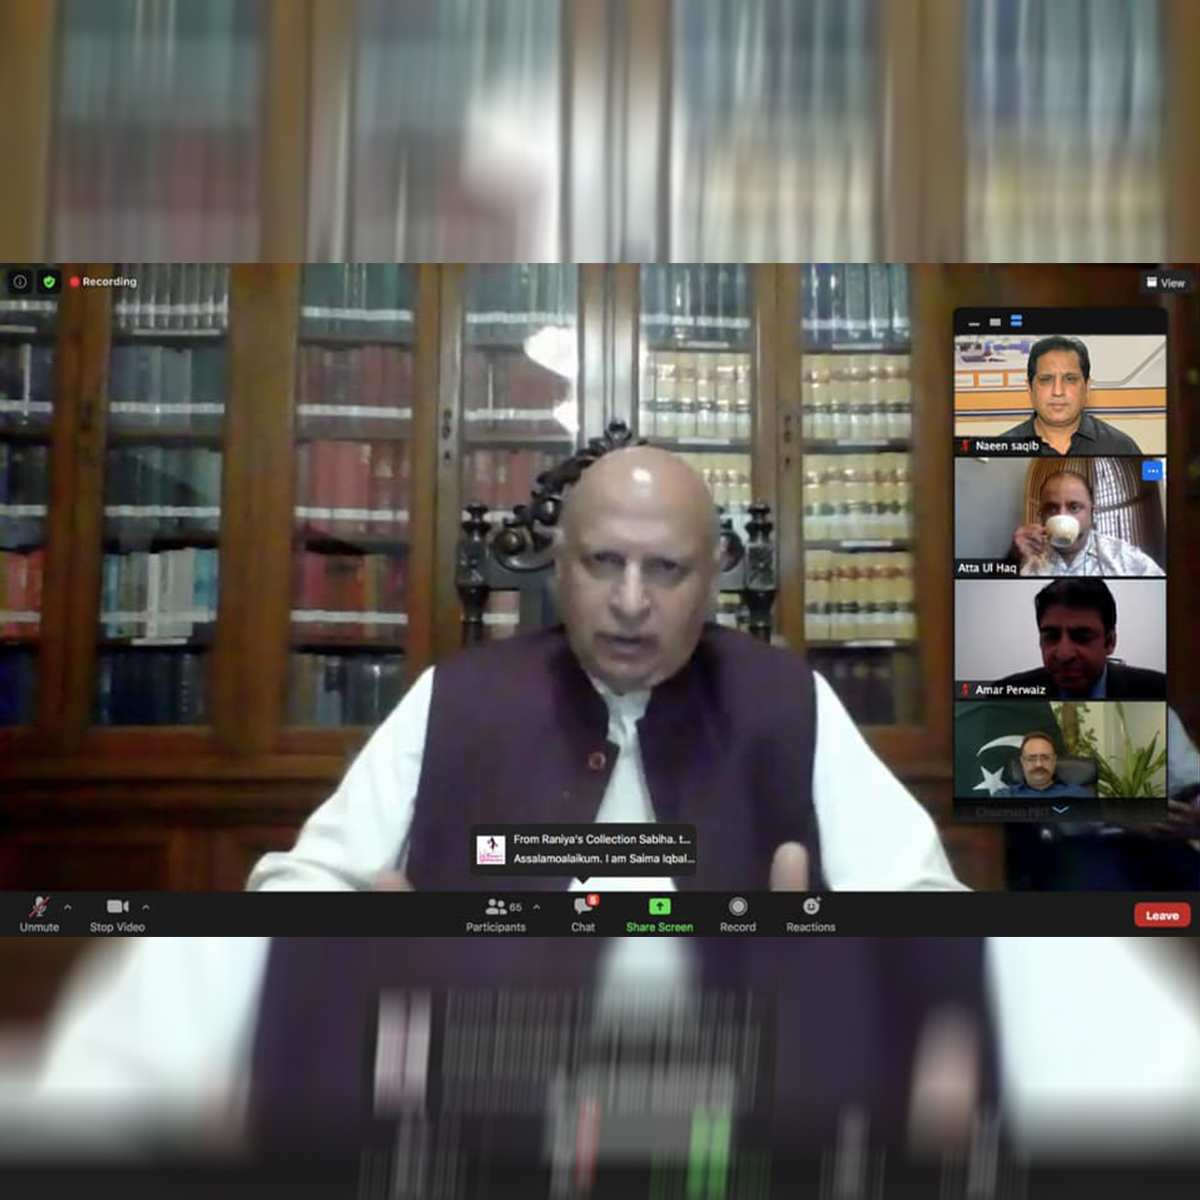 Recording
View
Naeen saqib
Atta Ul Haq
Amar Perwaiz
From Raniya's Collection Sabiha. t...
Assalamoalaikum. I am Saima Iqbal...
Unmute
Stop Video
65
Participants
5
Chat
Share Screen
Record
Reactions
Leave